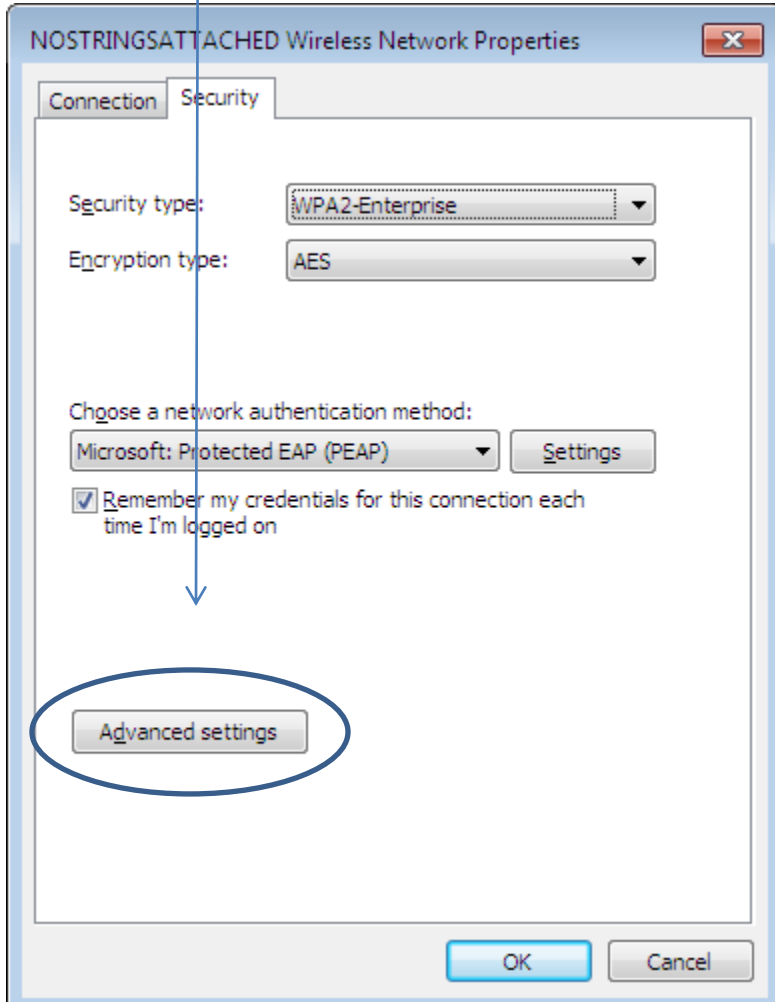 NOSTRINGSATTACHED Wireless Network Properties
Connection
Security
Security type:
WPA2-Enterprise
Encryption type:
AES
Choose a network authentication method:
Microsoft: Protected EAP (PEAP)
Settings
Remember my credentials for this connection each
time I'm logged on
Advanced settings
OK
Cancel